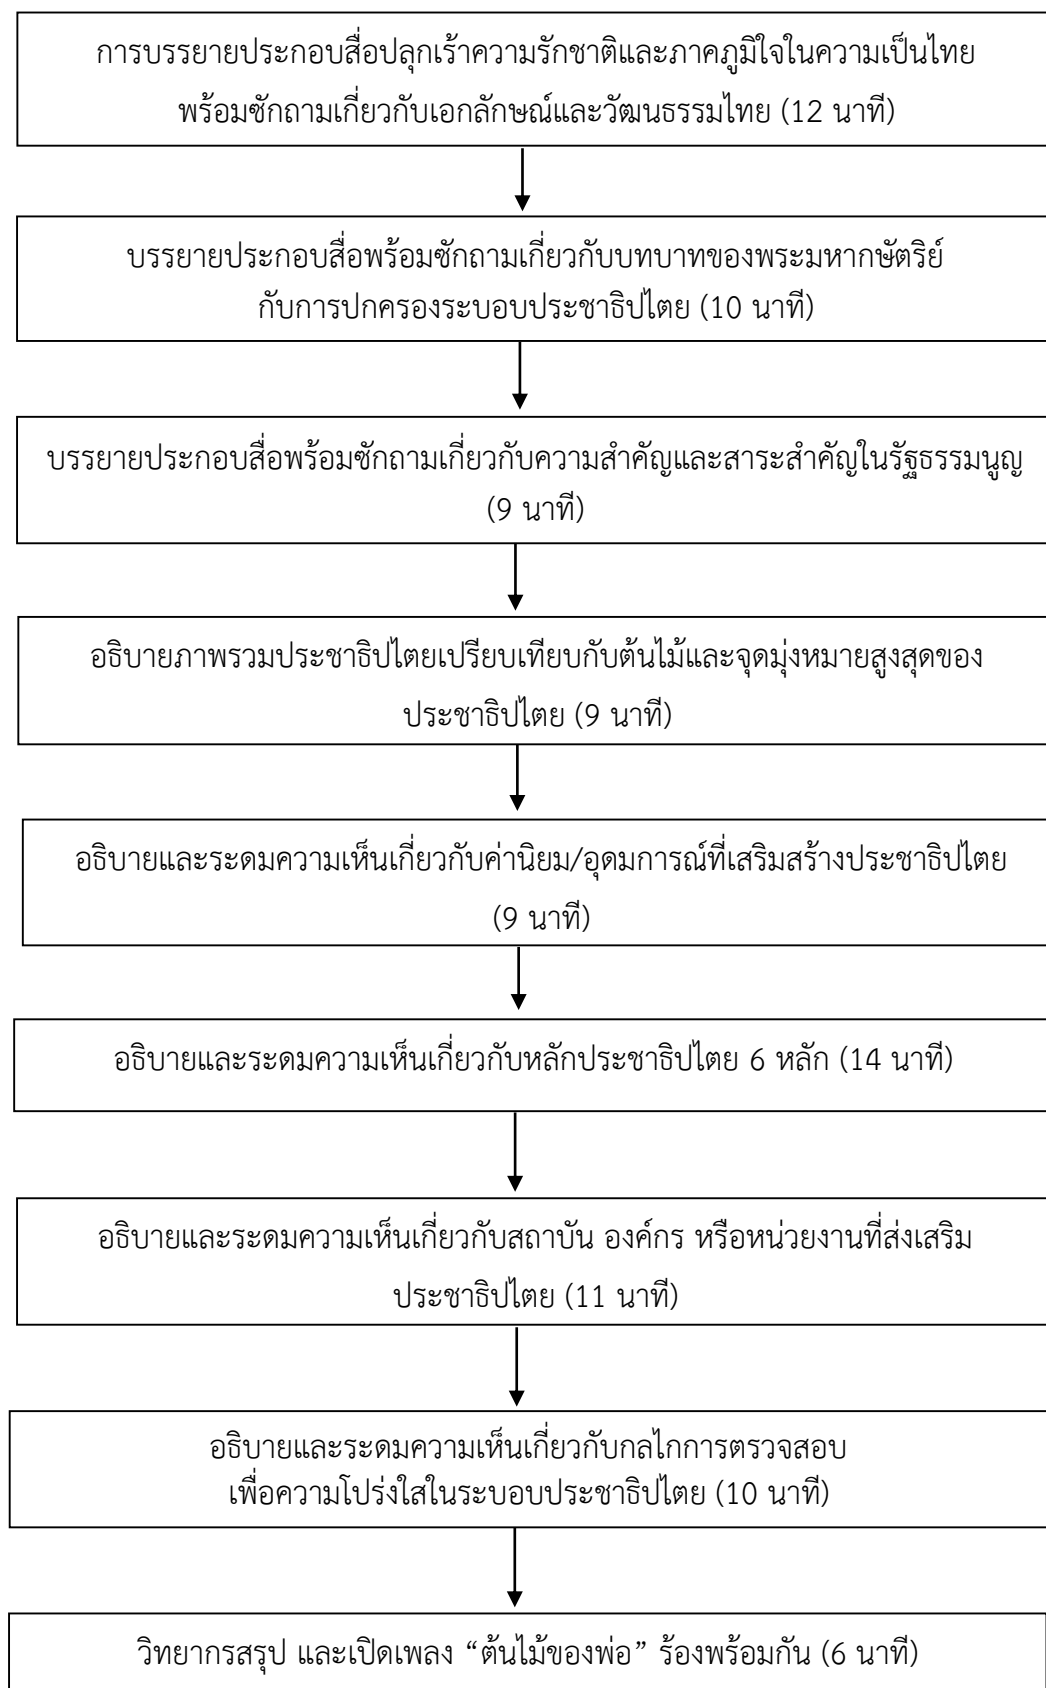 การบรรยายประกอบสื่อปลุกเร้าความรักชาติและภาคภูมิใจในความเป็นไทย
พร้อมซักถามเกี่ยวกับเอกลักษณ์และวัฒนธรรมไทย (12 นาที)
บรรยายประกอบสื่อพร้อมซักถามเกี่ยวกับบทบาทของพระมหากษัตริย์
กับการปกครองระบอบประชาธิปไตย (10 นาที)
บรรยายประกอบสื่อพร้อมซักถามเกี่ยวกับความสำคัญและสาระสำคัญในรัฐธรรมนูญ
(9 นาที)
อธิบายภาพรวมประชาธิปไตยเปรียบเทียบกับต้นไม้และจุดมุ่งหมายสูงสุดของ
ประชาธิปไตย (9 นาที)
อธิบายและระดมความเห็นเกี่ยวกับค่านิยม/อุดมการณ์ที่เสริมสร้างประชาธิปไตย
(9 นาที)
อธิบายและระดมความเห็นเกี่ยวกับหลักประชาธิปไตย 6 หลัก (14 นาที)
อธิบายและระดมความเห็นเกี่ยวกับสถาบัน องค์กร หรือหน่วยงานที่ส่งเสริม
ประชาธิปไตย (11 นาที)
อธิบายและระดมความเห็นเกี่ยวกับกลไกการตรวจสอบ
เพื่อความโปร่งใสในระบอบประชาธิปไตย (10 นาที)
วิทยากรสรุป และเปิดเพลง “ต้นไม้ของพ่อ” ร้องพร้อมกัน (6 นาที)